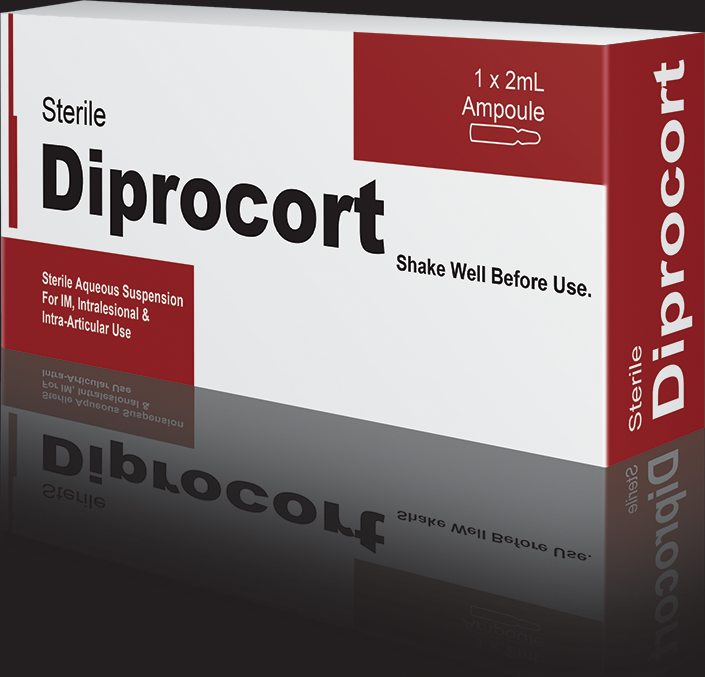 1 x 2mL
Ampoule
Sterile
Diprocort
Shake Well Before Use.
Sterile Aqueous Suspension
For IM, Intralesional &
Intra-Articular Use
Sterile
Diprocort